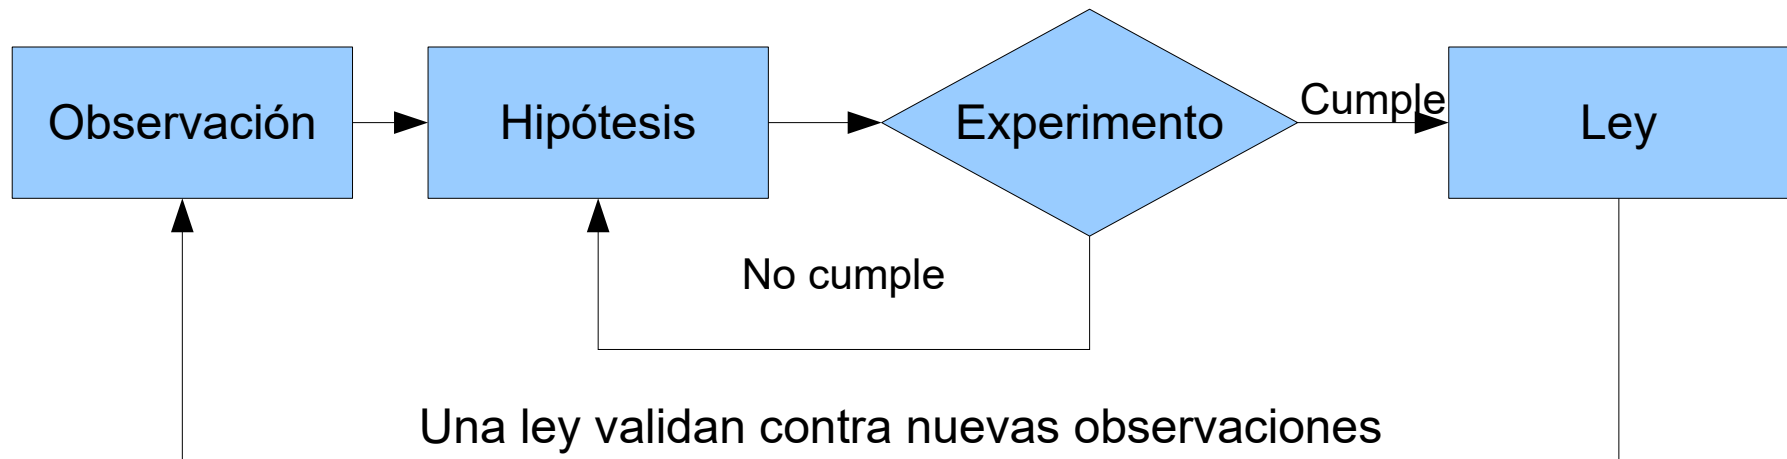 Observación
Hipótesis
Experimento
Cumple
Ley
No cumple
Una ley validan contra nuevas observaciones